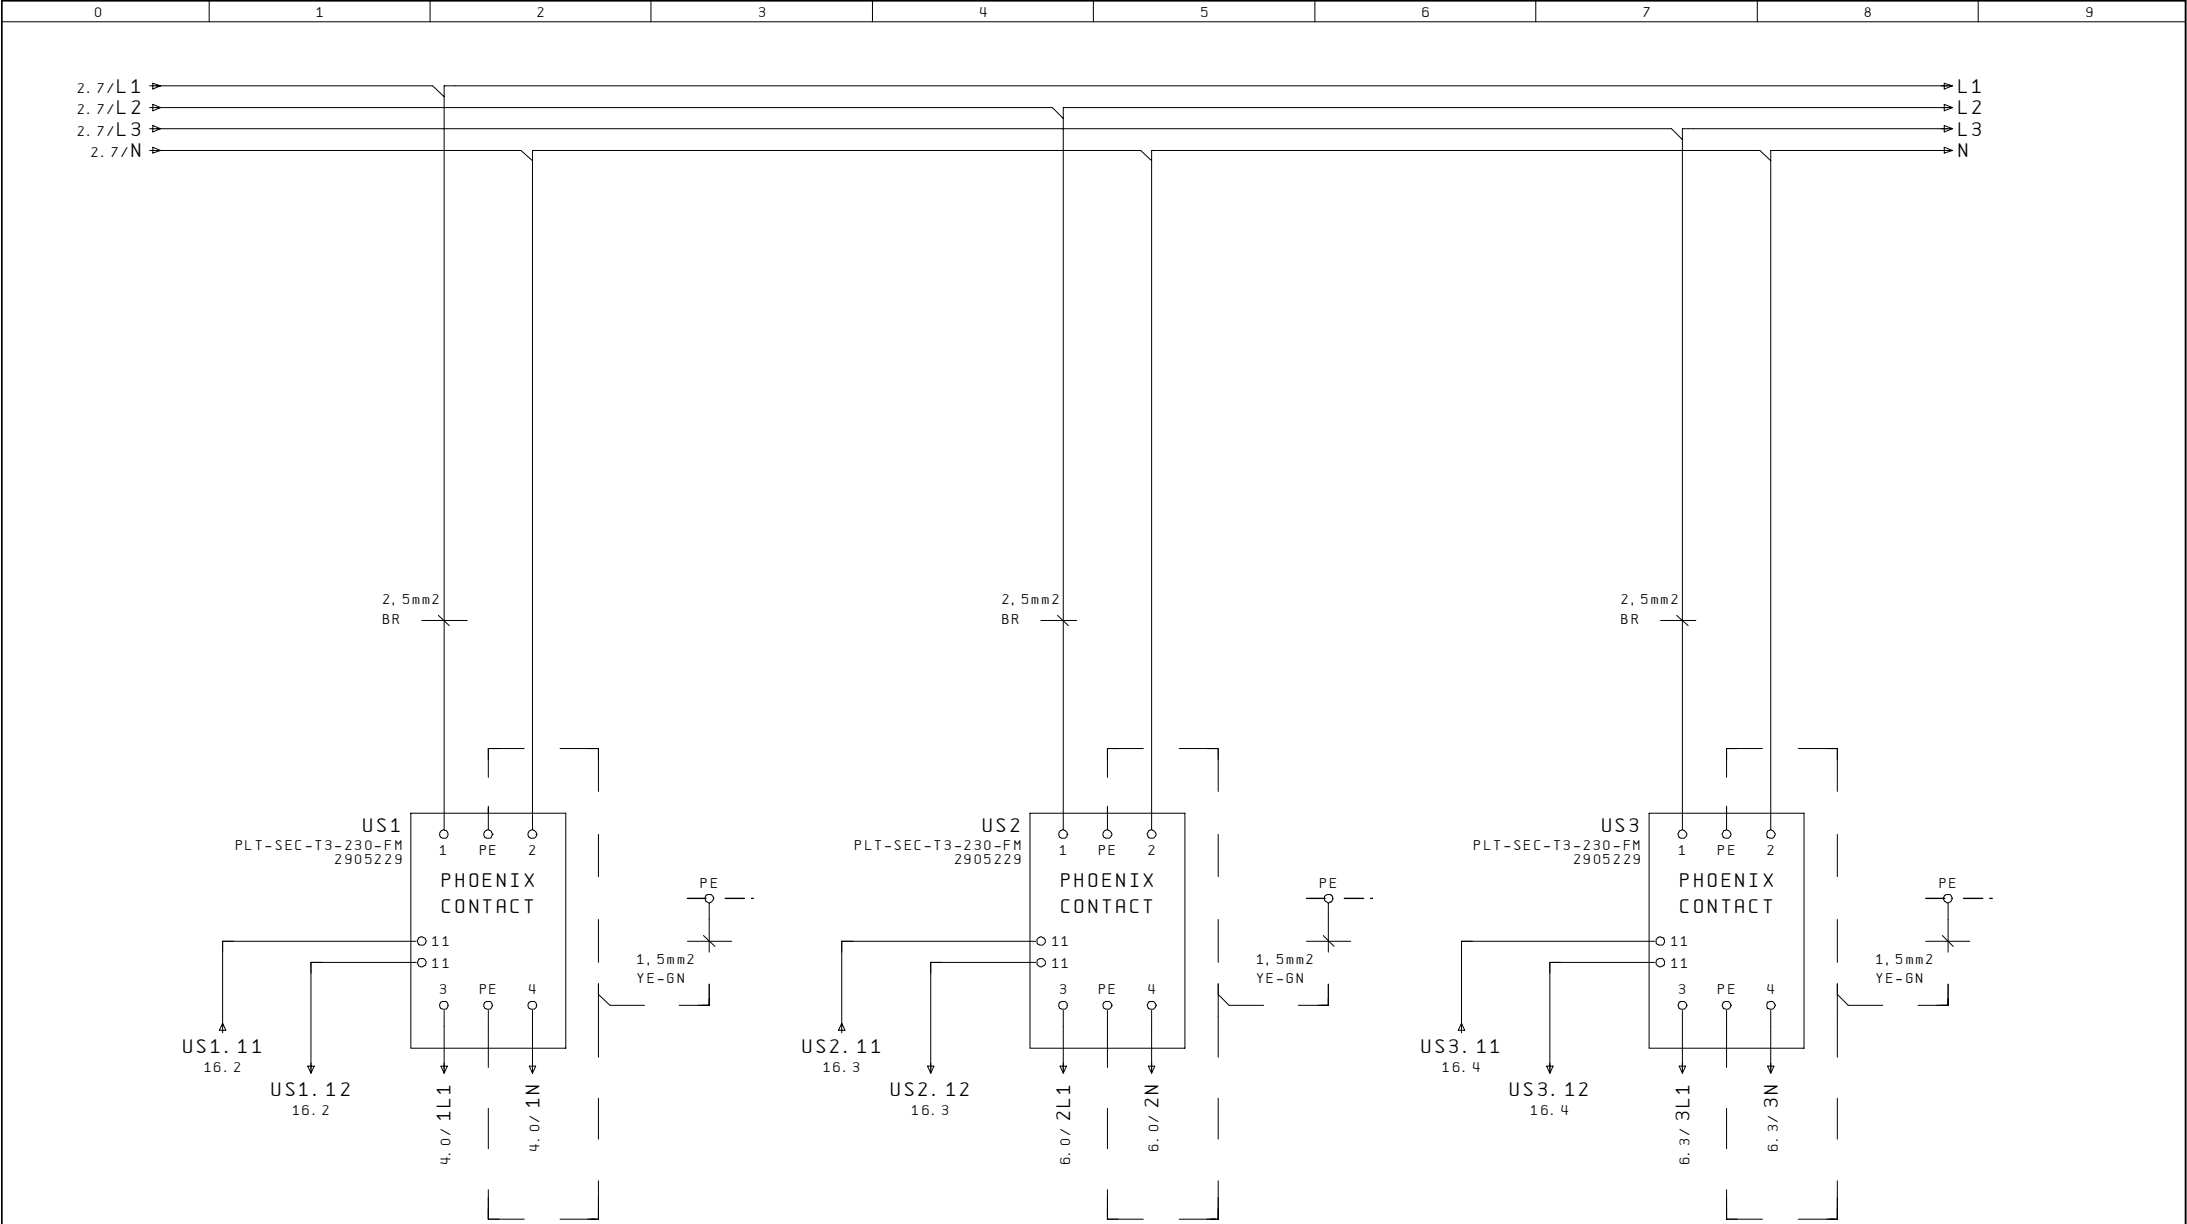 0 1 2 3 4 5 6 7 8 9
2.7/L1 L1
2.7/L2 L2
2.7/L3 L3
2.7/N N
2,5mm2 2,5mm2 2,5mm2
BR BR BR
US1 US2 US3
PLT-SEC-T3-230-FM PLT-SEC-T3-230-FM PLT-SEC-T3-230-FM
2905229 2905229 2905229
1 PE 2 1 PE 2 1 PE 2
PHOENIX PHOENIX PHOENIX
CONTACT CONTACT CONTACT
PE PE PE
11 11 11
11 11 11
1,5mm2 1,5mm2 1,5mm2
YE-GN YE-GN YE-GN
3 PE 4 3 PE 4 3 PE 4
US1.11 US2.11 US3.11
16.2 16.3 16.4
US1.12 US2.12 US3.12
16.2 16.3 16.4
4.0/1L1 4.0/1N 6.0/2L1 6.0/2N 6.3/3L1 6.3/3N